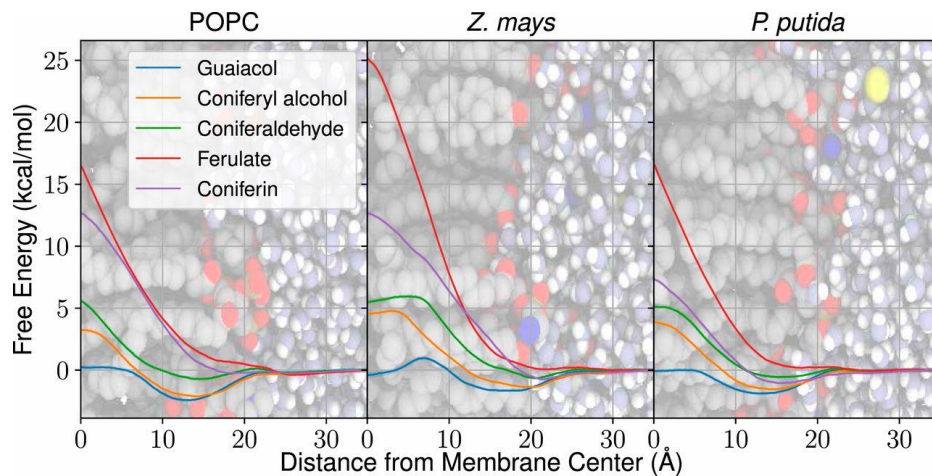 POPC
Z. mays
P. putida
Free Energy (kcal/mol)
25
20
15
10
5
0
Guaiacol
Coniferyl alcohol
Coniferaldehyde
Ferulate
Coniferin
0 10 20 30
0 10 20 30
0 10 20 30
Distance from Membrane Center (Å)